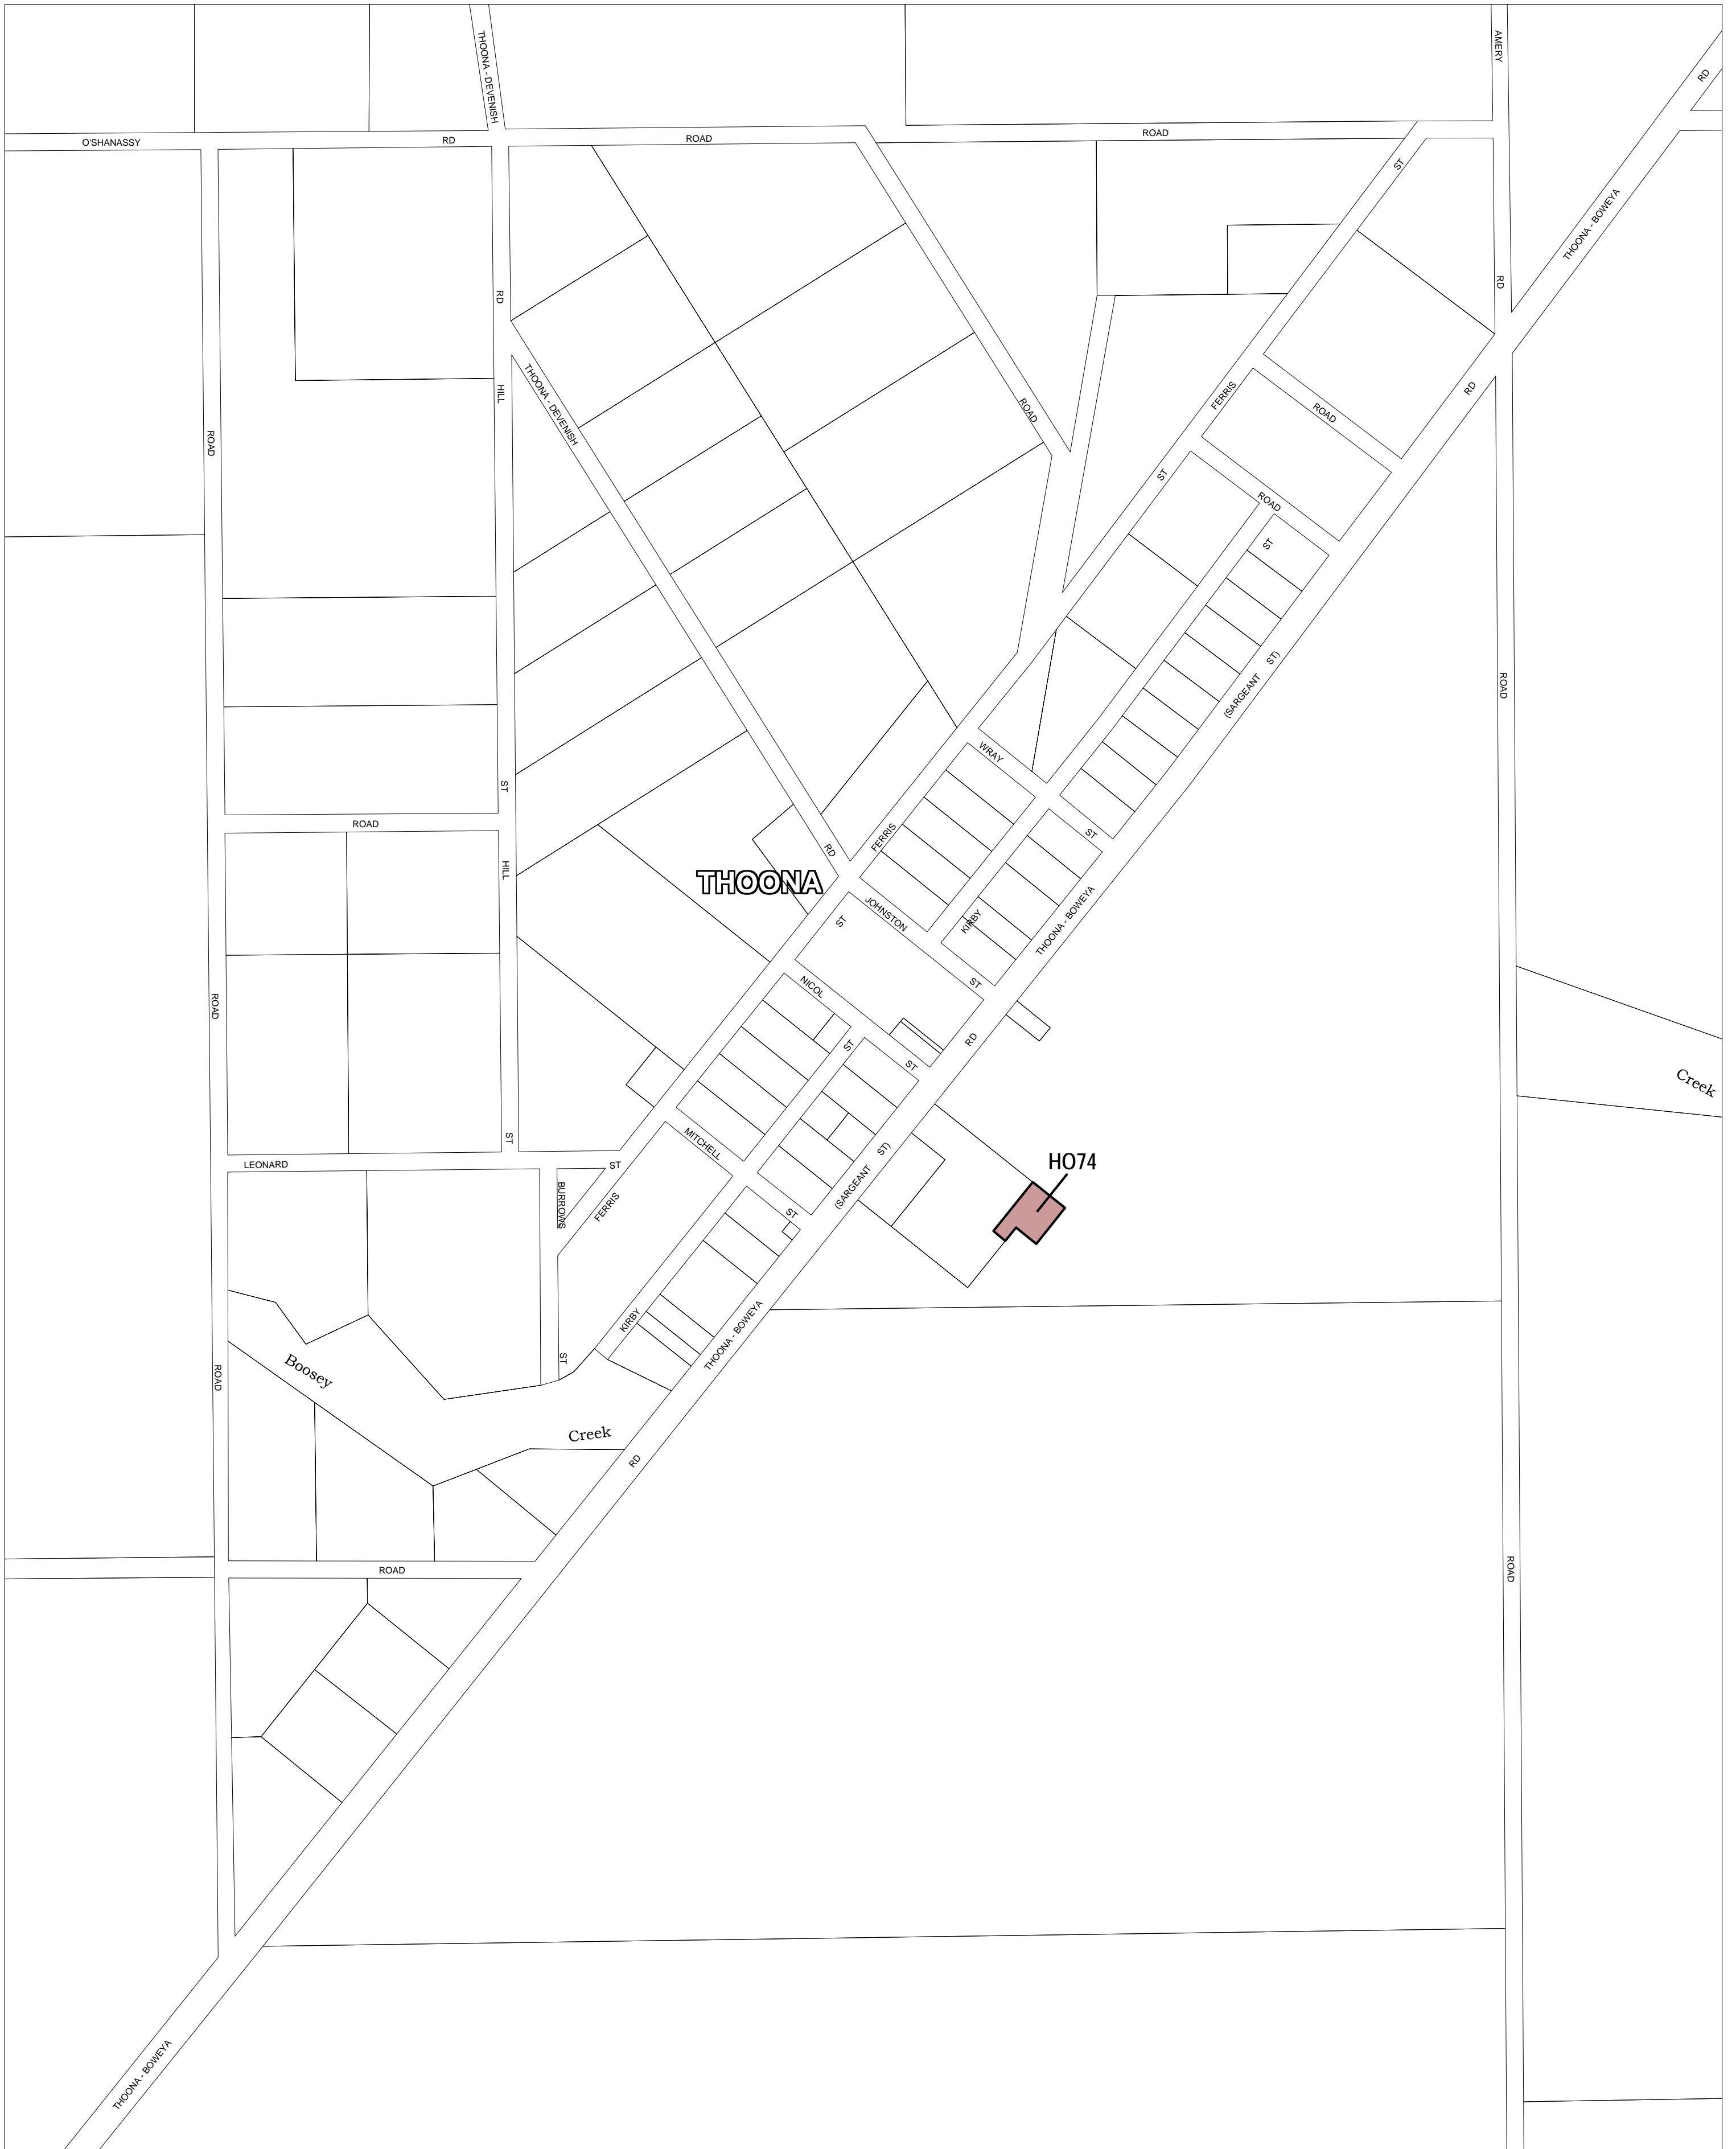 THOONA - DEVENISH
AMERY
RD
O'SHANASSY
RD
ROAD
ROAD
ST
THOONA - BOWEYA
RD
RD
HILL
THOONA - DEVENISH
ROAD
ROAD
FERRIS
ROAD
RD
ST
ROAD
ST
(SARGEANT ST)
ROAD
WRAY
ST
ROAD
ST
HILL
RD
FERRIS
ST
THOONA
JOHNSTON
ST
KIRBY
ST
THOONA - BOWEYA
NICOL
ST
ST
RD
ROAD
Creek
MITCHELL
ST
(SARGEANT ST)
HO74
ST
LEONARD
ST
BURROWS
FERRIS
ST
KIRBY
THOONA - BOWEYA
ROAD
Boosey
Creek
RD
ROAD
ROAD
THOONA - BOWEYA